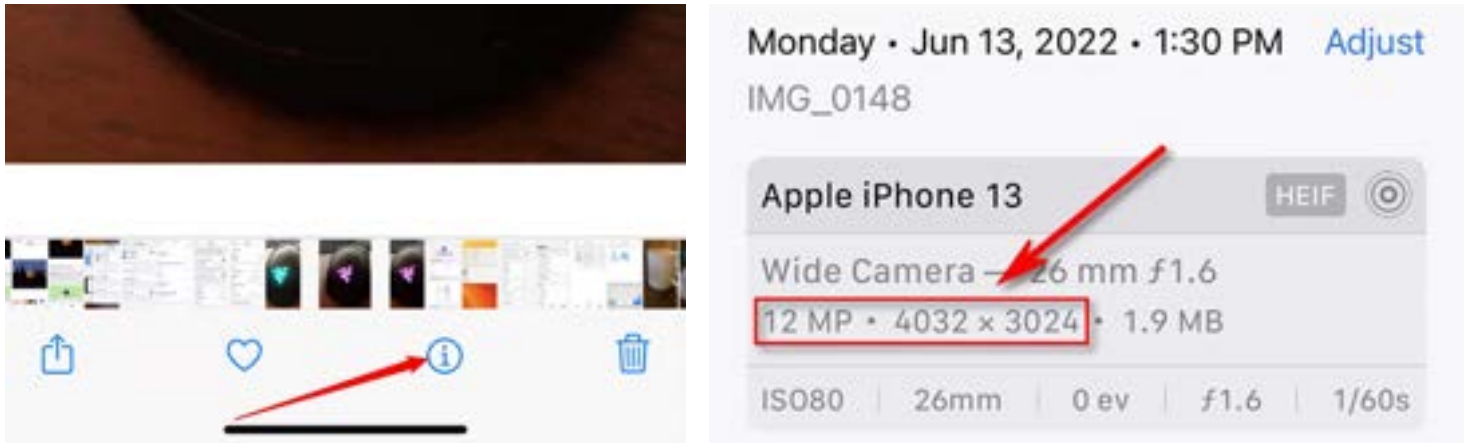 Monday • Jun 13, 2022 • 1:30 PM Adjust
IMG_0148
Apple iPhone 13 HEIF
Wide Camera — 26 mm ƒ1.6
12 MP • 4032 × 3024 • 1.9 MB
ISO80 | 26mm | 0 ev | ƒ1.6 | 1/60s